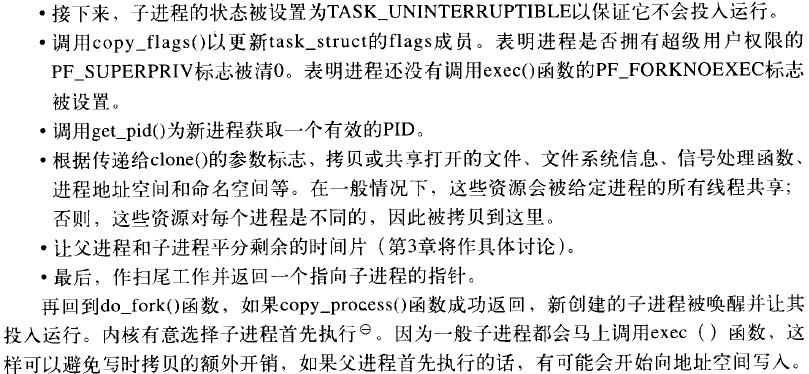 • 接下来，子进程的状态被设置为TASK_UNINTERRUPTIBLE以保证它不会投入运行。
• 调用copy_flags()以更新task_struct的flags成员。表明进程是否拥有超级用户权限的
PF_SUPERPRIV标志被清0。表明进程还没有调用exec()函数的PF_FORKNOEXEC标志
被设置。
• 调用get_pid()为新进程获取一个有效的PID。
• 根据传递给clone()的参数标志，拷贝或共享打开的文件、文件系统信息、信号处理函数、
进程地址空间和命名空间等。在一般情况下，这些资源会被给定进程的所有线程共享；
否则，这些资源对每个进程是不同的，因此被拷贝到这里。
• 让父进程和子进程平分剩余的时间片（第3章将作具体讨论）。
• 最后，作扫尾工作并返回一个指向子进程的指针。
再回到do_fork()函数，如果copy_process()函数成功返回，新创建的子进程被唤醒并让其
投入运行。内核有意选择子进程首先执行㊀。因为一般子进程都会马上调用exec（）函数，这
样可以避免写时拷贝的额外开销，如果父进程首先执行的话，有可能会开始向地址空间写入。